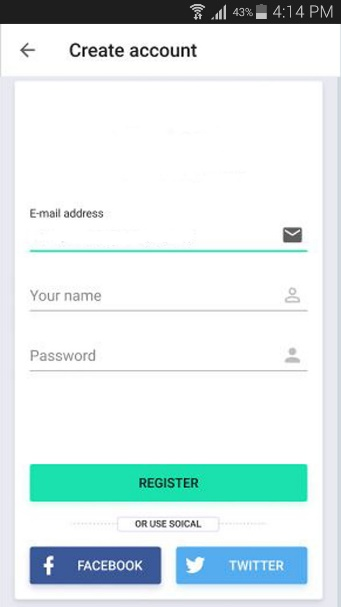 43% 4:14 PM
Create account
E-mail address
Your name
Password
REGISTER
OR USE SOICAL
FACEBOOK
TWITTER